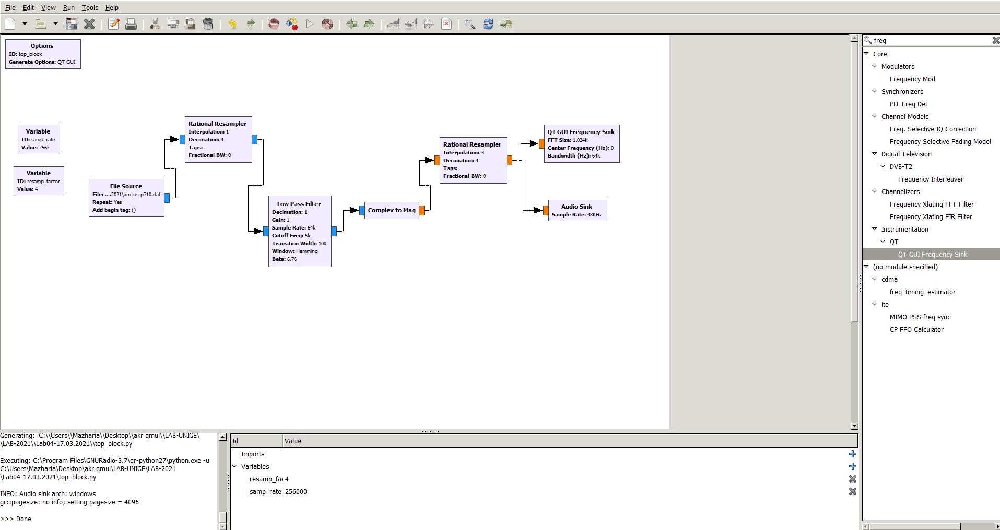 File Edit View Run Tools Help
Options
ID: top_block
Generate Options: QT GUI
Variable
ID: samp_rate
Value: 256k
Variable
ID: resamp_factor
Value: 4
File Source
File: ....2021\am_usrp710.dat
Repeat: Yes
Add begin tag: ()
Rational Resampler
Interpolation: 1
Decimation: 4
Taps:
Fractional BW: 0
Low Pass Filter
Decimation: 1
Gain: 1
Sample Rate: 64k
Cutoff Freq: 5k
Transition Width: 100
Window: Hamming
Beta: 6.76
Complex to Mag
Rational Resampler
Interpolation: 3
Decimation: 4
Taps:
Fractional BW: 0
QT GUI Frequency Sink
FFT Size: 1.024k
Center Frequency (Hz): 0
Bandwidth (Hz): 64k
Audio Sink
Sample Rate: 48KHz
freq
Core
Modulators
Frequency Mod
Synchronizers
PLL Freq Det
Channel Models
Freq. Selective IQ Correction
Frequency Selective Fading Model
Digital Television
DVB-T2
Frequency Interleaver
Channelizers
Frequency Xlating FFT Filter
Frequency Xlating FIR Filter
Instrumentation
QT
QT GUI Frequency Sink
(no module specified)
cdma
freq_timing_estimator
lte
MIMO PSS freq sync
CP FFO Calculator
Generating: 'C:\\Users\\Mazharia\\Desktop\\akr qmul\\LAB-UNIGE\
\LAB-2021\\Lab04-17.03.2021\\top_block.py'
Executing: C:\Program Files\GNURadio-3.7\gr-python27\python.exe -u
C:\Users\Mazharia\Desktop\akr qmul\LAB-UNIGE\LAB-2021
\Lab04-17.03.2021\top_block.py
INFO: Audio sink arch: windows
gr::pagesize: no info; setting pagesize = 4096
>>> Done
Id Value
Imports
Variables
resamp_fa 4
samp_rate 256000